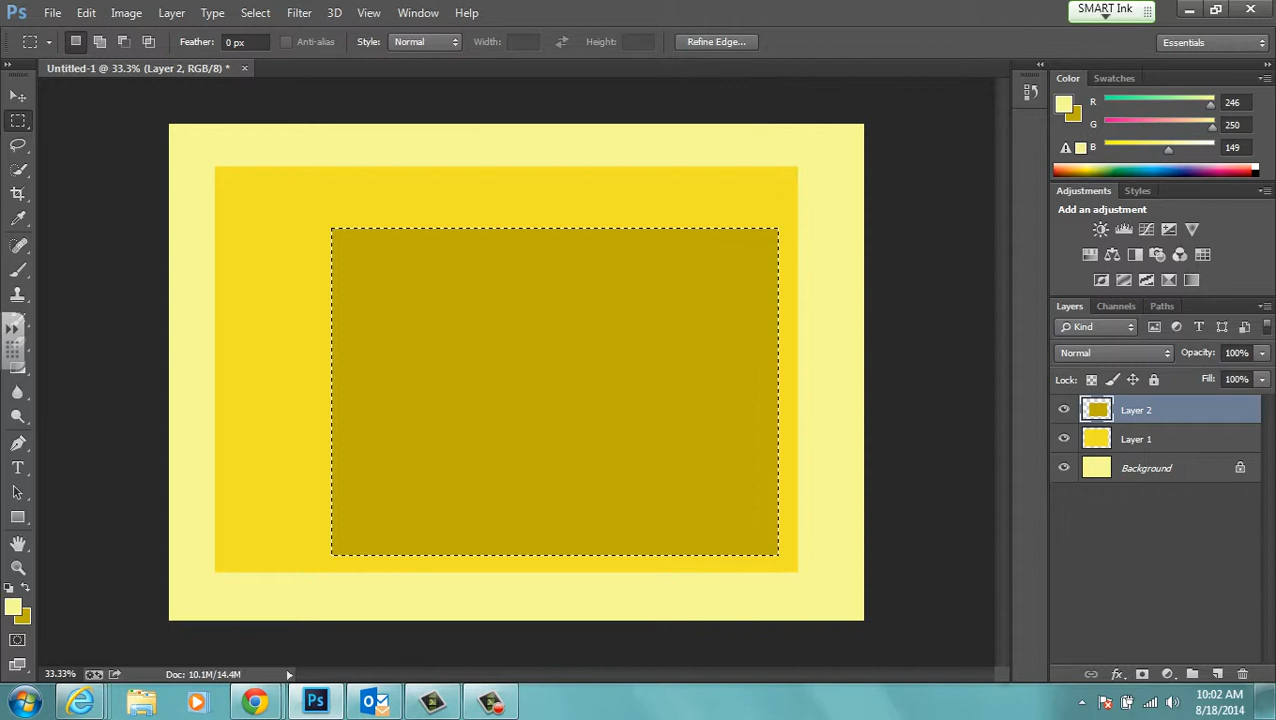 Ps File Edit Image Layer Type Select Filter 3D View Window Help SMART Ink
Feather: 0 px Anti-alias Style: Normal Width: Height: Refine Edge... Essentials
Untitled-1 @ 33.3% (Layer 2, RGB/8) * ×
Color Swatches
R 246
G 250
B 149
Adjustments Styles
Add an adjustment
Layers Channels Paths
Kind
Normal Opacity: 100%
Lock: Fill: 100%
Layer 2
Layer 1
Background
fx
T
33.33% Doc: 10.1M/14.4M
Ps
10:02 AM
8/18/2014